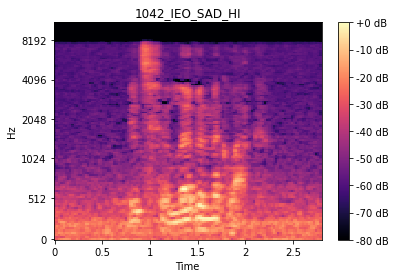 1042_IEO_SAD_HI
8192
4096
2048
1024
512
0
Hz
0
0.5
1
1.5
2
2.5
Time
+0 dB
-10 dB
-20 dB
-30 dB
-40 dB
-50 dB
-60 dB
-70 dB
-80 dB